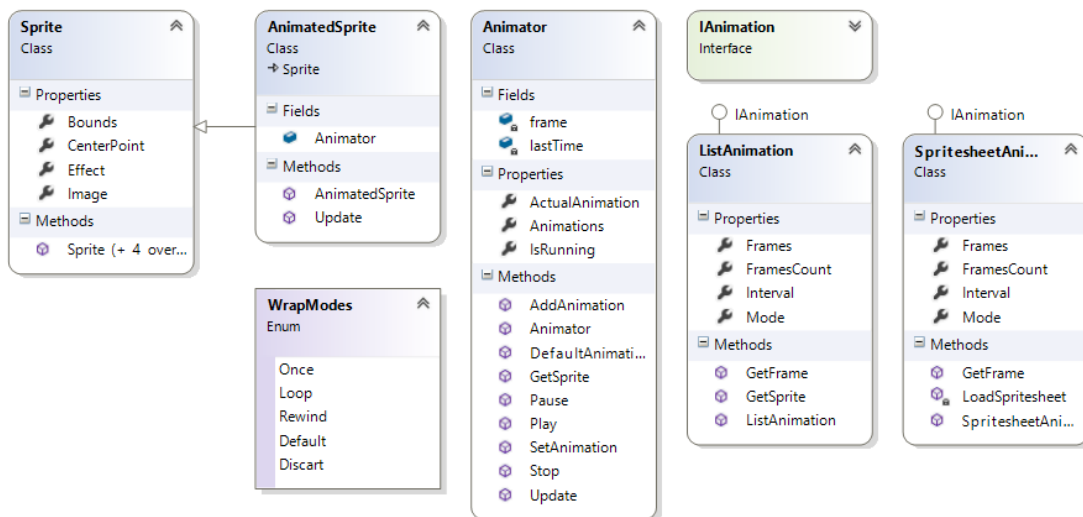 Sprite
Class
Properties
Bounds
CenterPoint
Effect
Image
Methods
Sprite (+ 4 over...
AnimatedSprite
Class
Sprite
Fields
Animator
Methods
AnimatedSprite
Update
WrapModes
Enum
Once
Loop
Rewind
Default
Discart
Animator
Class
Fields
frame
lastTime
Properties
ActualAnimation
Animations
IsRunning
Methods
AddAnimation
Animator
DefaultAnimati...
GetSprite
Pause
Play
SetAnimation
Stop
Update
IAnimation
Interface
IAnimation
ListAnimation
Class
Properties
Frames
FramesCount
Interval
Mode
Methods
GetFrame
GetSprite
ListAnimation
IAnimation
SpritesheetAni...
Class
Properties
Frames
FramesCount
Interval
Mode
Methods
GetFrame
LoadSpritesheet
SpritesheetAni...